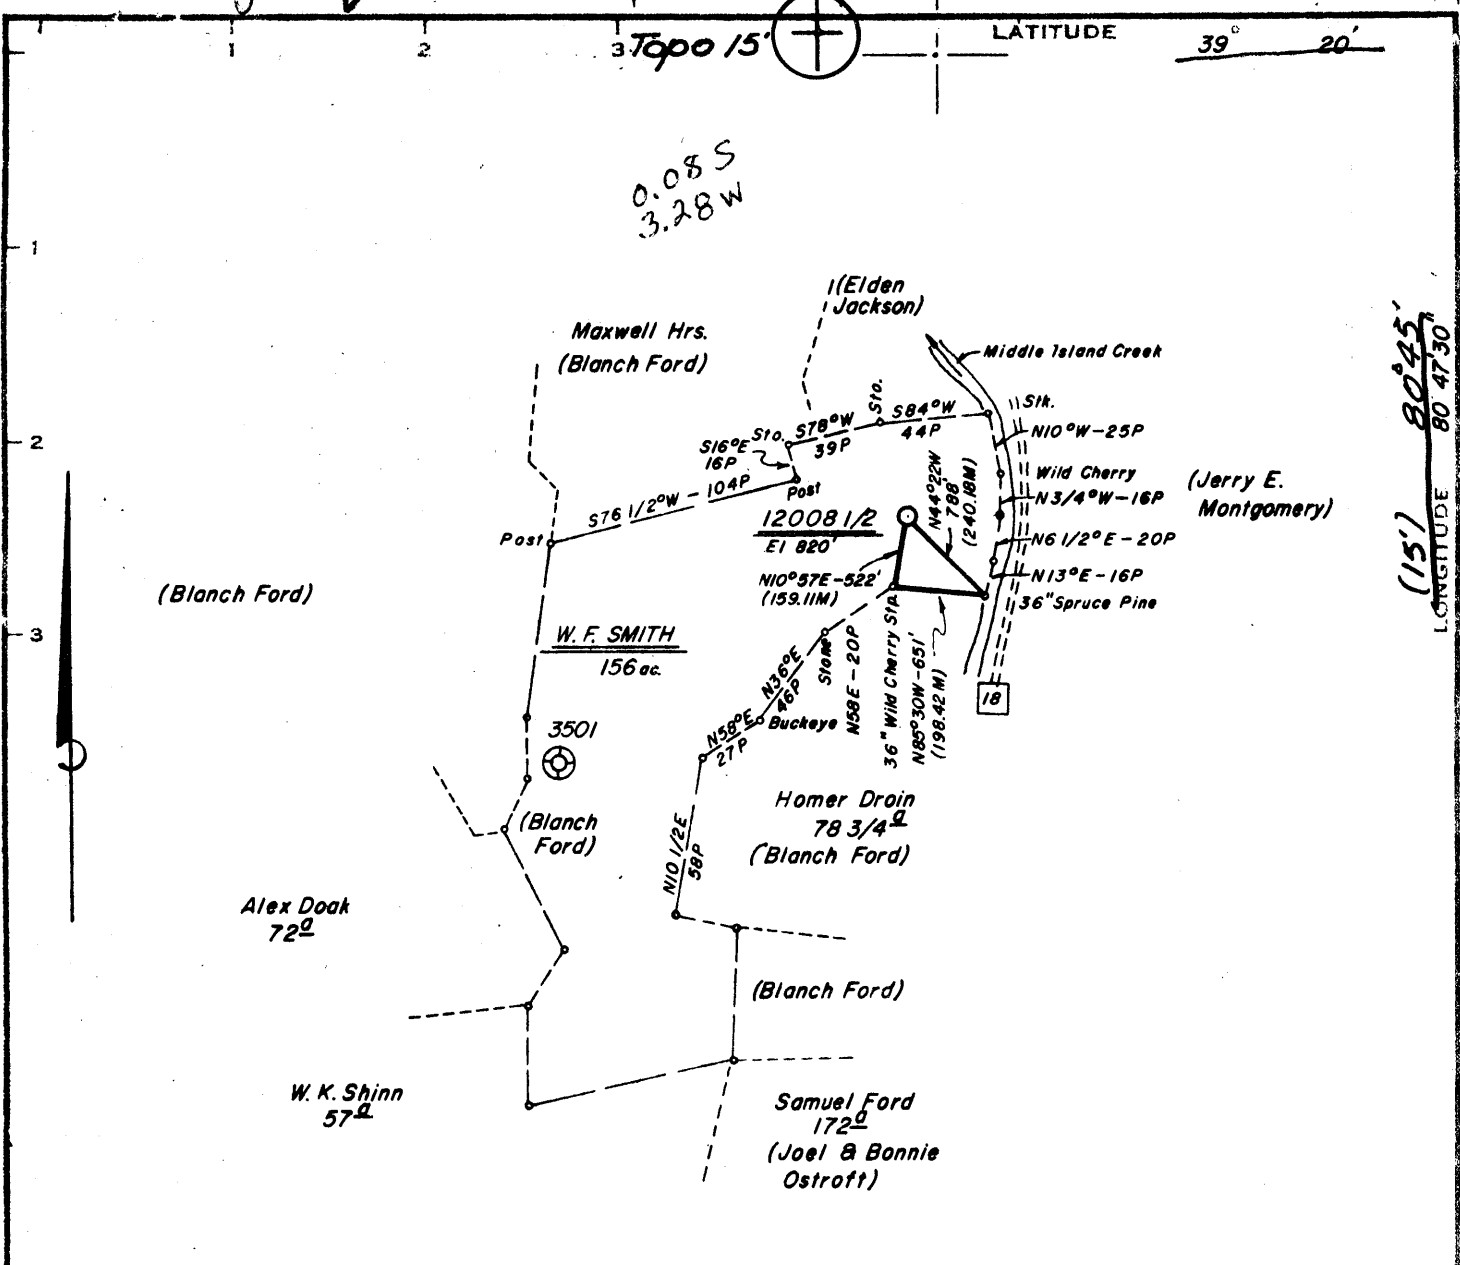 1 2 3 Topo 15' LATITUDE 39° 20'
0.08 S
3.28 W
1
2
3
(15') 80°45'
LONGITUDE 80 47'30"
(Elden
Jackson)
Maxwell Hrs.
(Blanch Ford)
Middle Island Creek
Stk.
Sto.
S84°W
44P
S78°W
39P
Sto.
S16°E
16P
Post
S76 1/2°W - 104P
Post
N10°W-25P
Wild Cherry
N3/4°W-16P
N6 1/2°E-20P
N13°E-16P
36"Spruce Pine
(Jerry E.
Montgomery)
N44°22W
788'
(240.18M)
12008 1/2
El 820'
N10°57E-522'
(159.11M)
(Blanch Ford)
W. F. SMITH
156 ac.
Stone
N58E-20P
36" Wild Cherry Stp.
N85°30W-651'
(198.42M)
18
N36°E
46P
Buckeye
N58°E
27P
3501
(Blanch
Ford)
N10 1/2E
58P
Homer Droin
78 3/4a
(Blanch Ford)
Alex Doak
72a
(Blanch Ford)
W. K. Shinn
57a
Samuel Ford
172a
(Joel & Bonnie
Ostroft)